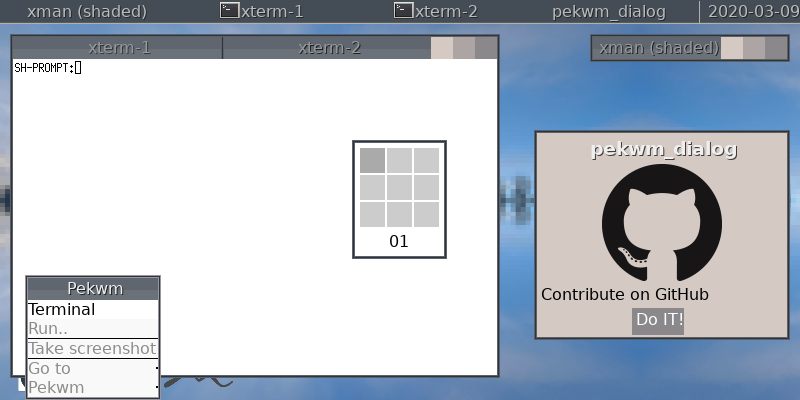 xman (shaded) xterm-1 xterm-2 pekwm_dialog 2020-03-09
xterm-1 xterm-2
xman (shaded)
SH-PROMPT:
01
pekwm_dialog
Contribute on GitHub
Do IT!
Pekwm
Terminal
Run..
Take screenshot
Go to
Pekwm